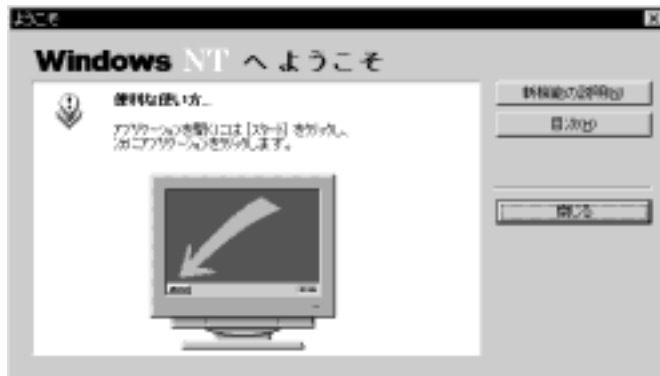 ようこそ
Windows NT へようこそ
便利な使い方...
アプリケーションを開くには [スタート] をクリックし、
次にアプリケーションをクリックします。
新機能の説明(W)
目次(H)
閉じる